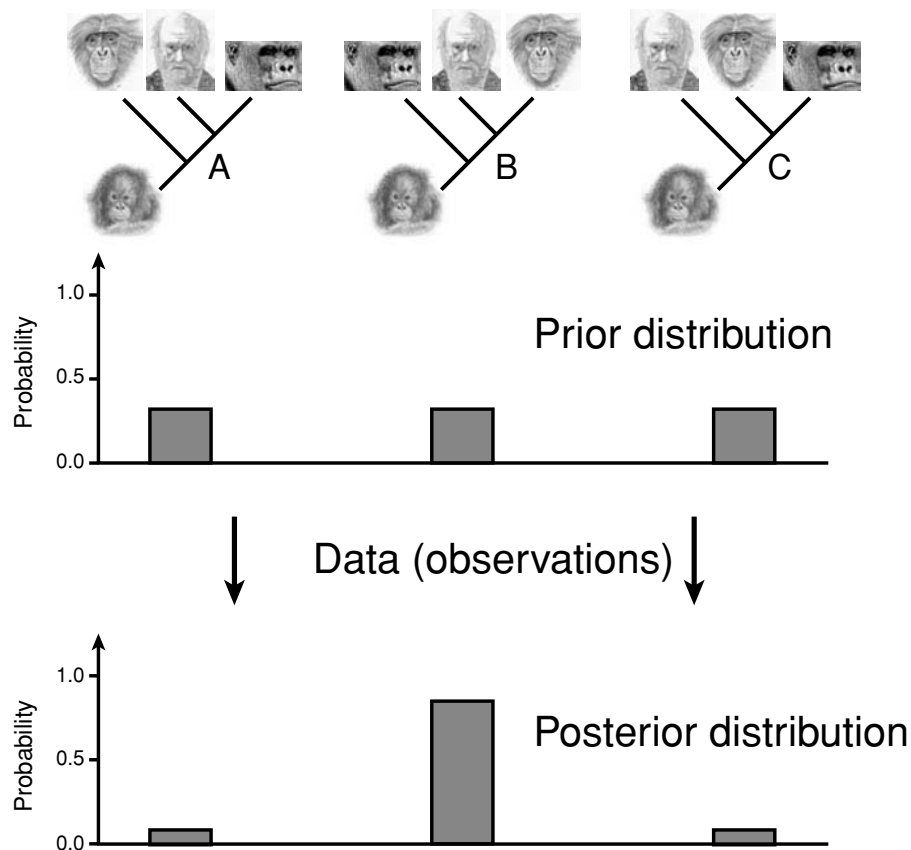 A
B
C
1.0
Prior distribution
0.5
Probability
0.0
Data (observations)
1.0
Posterior distribution
0.5
Probability
0.0